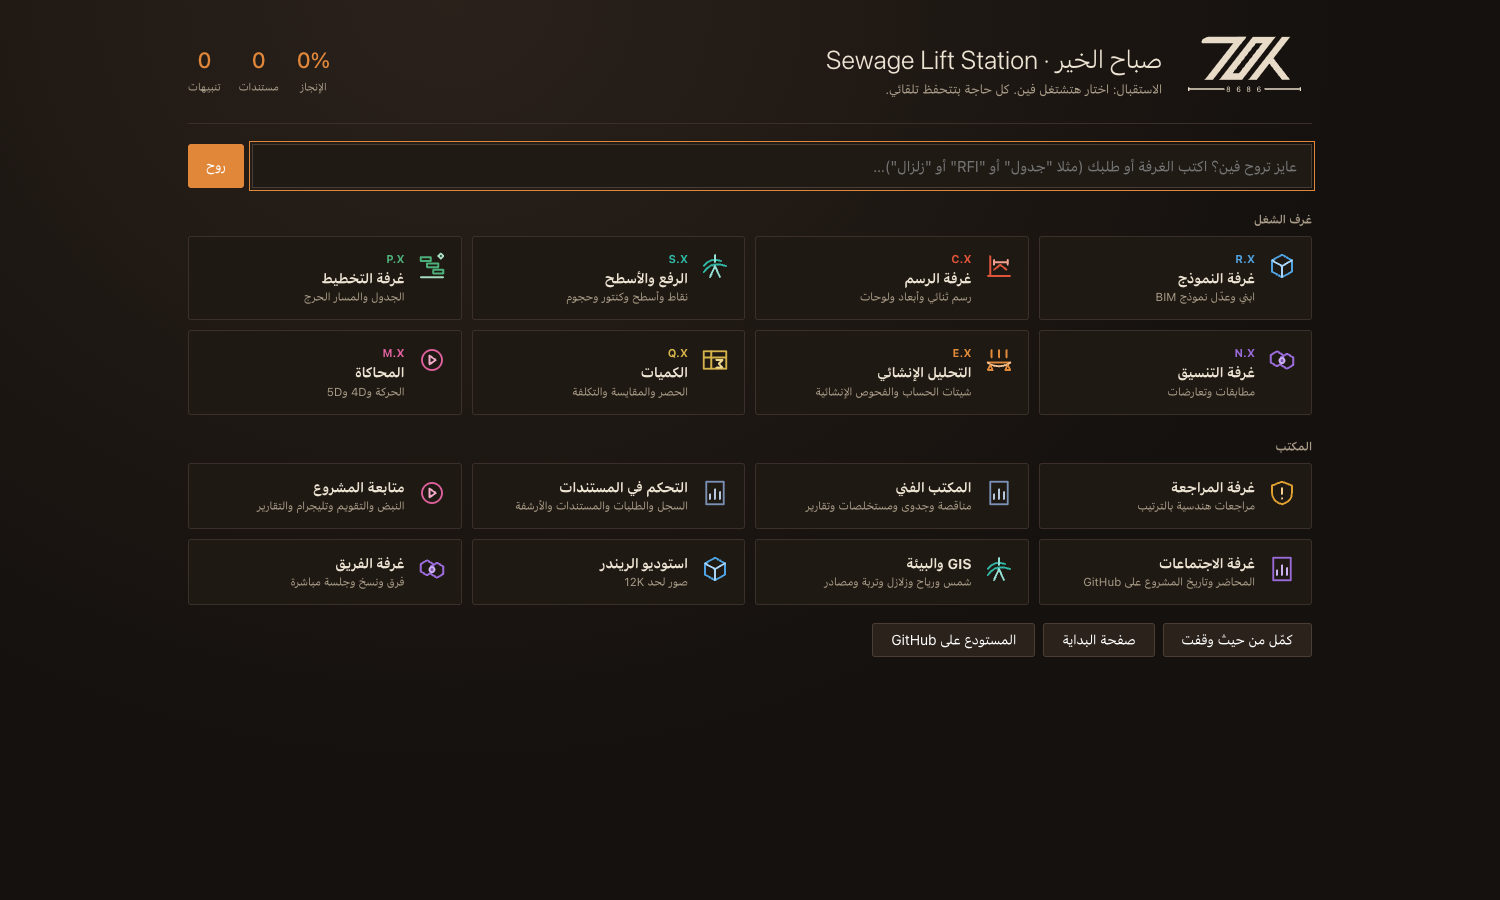 صباح الخير · Sewage Lift Station
الاستقبال: اختار هتشتغل فين. كل حاجة بتتحفظ تلقائي.
8 6 8 6
0% 0 0
الإنجاز مستندات تنبيهات
عايز تروح فين؟ اكتب الغرفة أو طلبك (مثلا "جدول" أو "RFI" أو "زلزال")...
روح
غرف الشغل
R.X
غرفة النموذج
ابني وعدّل نموذج BIM
C.X
غرفة الرسم
رسم ثنائي وأبعاد ولوحات
S.X
الرفع والأسطح
نقاط وأسطح وكنتور وحجوم
P.X
غرفة التخطيط
الجدول والمسار الحرج
N.X
غرفة التنسيق
مطابقات وتعارضات
E.X
التحليل الإنشائي
شيتات الحساب والفحوص الإنشائية
Q.X
الكميات
الحصر والمقايسة والتكلفة
M.X
المحاكاة
الحركة و4D و5D
المكتب
غرفة المراجعة
مراجعات هندسية بالترتيب
المكتب الفني
مناقصة وجدوى ومستخلصات وتقارير
التحكم في المستندات
السجل والطلبات والمستندات والأرشفة
متابعة المشروع
النبض والتقويم وتليجرام والتقارير
غرفة الاجتماعات
المحاضر وتاريخ المشروع على GitHub
GIS والبيئة
شمس ورياح وزلازل وتربة ومصادر
استوديو الريندر
صور لحد 12K
غرفة الفريق
فرق ونسخ وجلسة مباشرة
كمّل من حيث وقفت
صفحة البداية
المستودع على GitHub